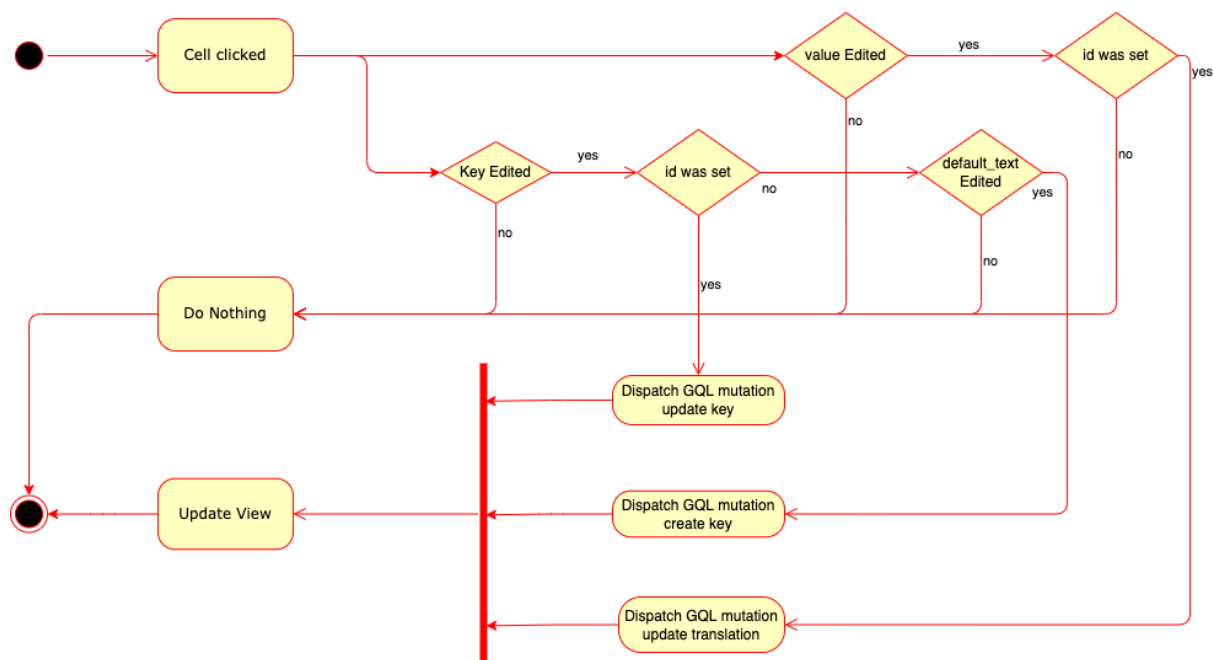 Cell clicked
value Edited
yes
id was set
yes
no
no
Key Edited
yes
id was set
no
default_text
Edited
yes
no
no
yes
Do Nothing
Dispatch GQL mutation
update key
Update View
Dispatch GQL mutation
create key
Dispatch GQL mutation
update translation